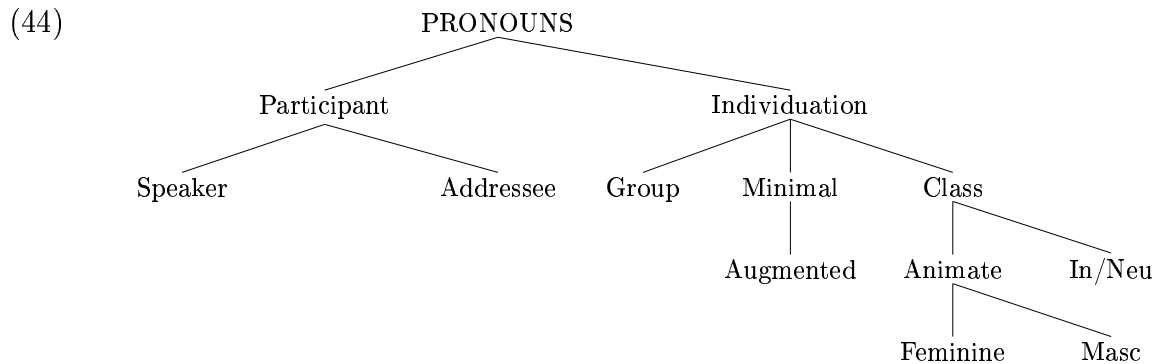 (44) PRONOUNS
Participant Individuation
Speaker Addressee Group Minimal Class
Augmented Animate In/Neu
Feminine Masc